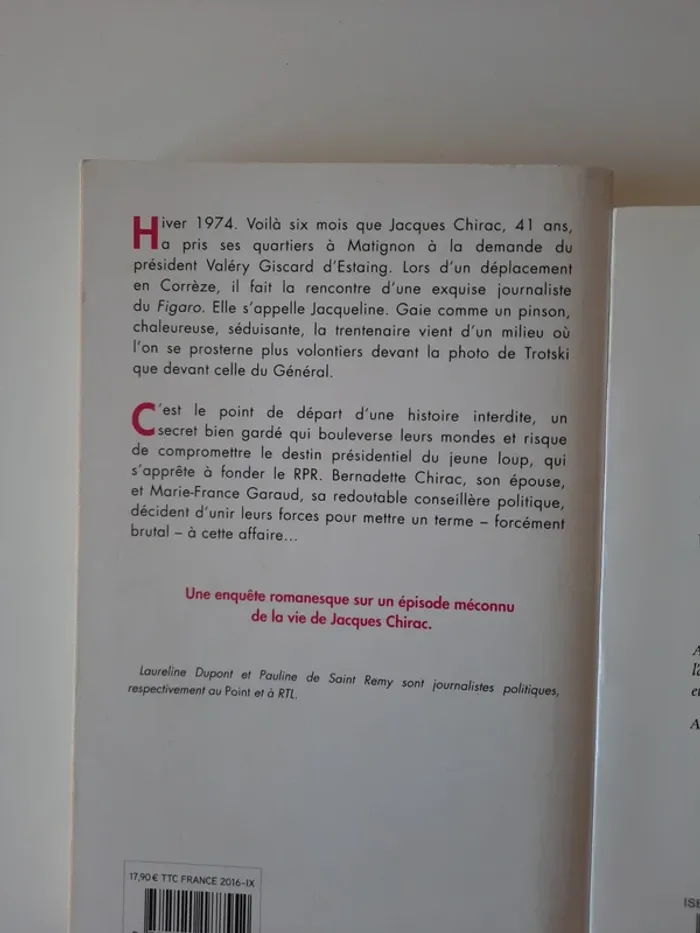 Hiver 1974. Voilà six mois que Jacques Chirac, 41 ans,
a pris ses quartiers à Matignon à la demande du
président Valéry Giscard d'Estaing. Lors d'un déplacement
en Corrèze, il fait la rencontre d'une exquise journaliste
du Figaro. Elle s'appelle Jacqueline. Gaie comme un pinson,
chaleureuse, séduisante, la trentenaire vient d'un milieu où
l'on se prosterne plus volontiers devant la photo de Trotski
que devant celle du Général.
C'est le point de départ d'une histoire interdite, un
secret bien gardé qui bouleverse leurs mondes et risque
de compromettre le destin présidentiel du jeune loup, qui
s'apprête à fonder le RPR. Bernadette Chirac, son épouse,
et Marie-France Garaud, sa redoutable conseillère politique,
décident d'unir leurs forces pour mettre un terme – forcément
brutal – à cette affaire...
Une enquête romanesque sur un épisode méconnu
de la vie de Jacques Chirac.
Laureline Dupont et Pauline de Saint Remy sont journalistes politiques,
respectivement au Point et à RTL.
17,90 € TTC FRANCE 2016-IX